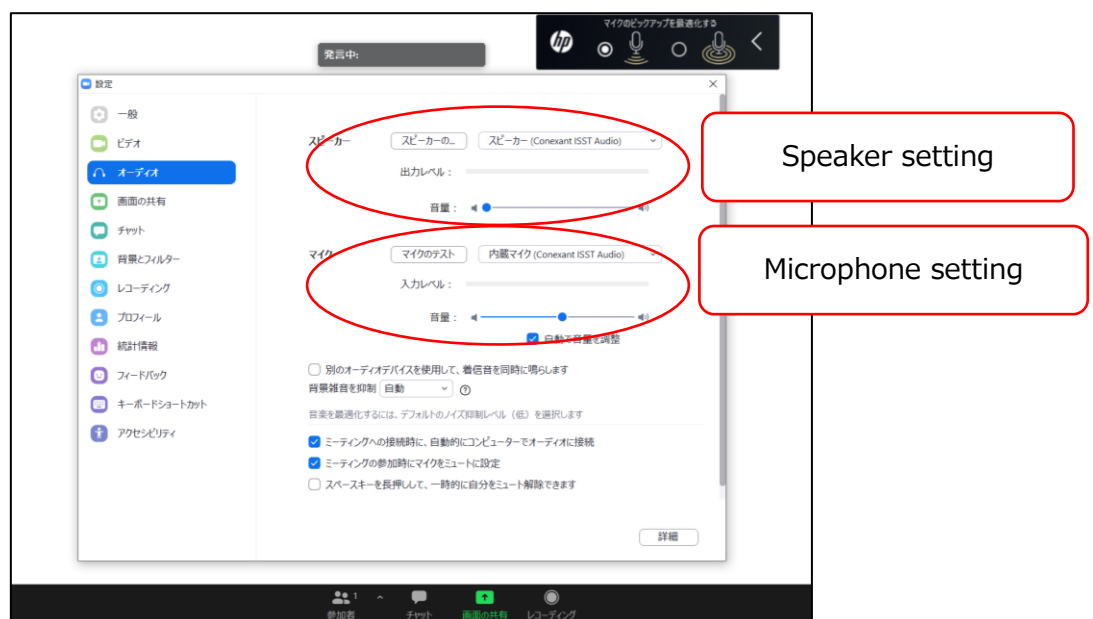 マイクのピックアップを最適化する
hp
発言中:
設定
一般
ビデオ
オーディオ
画面の共有
チャット
背景とフィルター
レコーディング
プロフィール
統計情報
フィードバック
キーボードショートカット
アクセシビリティ
スピーカー
スピーカーの...
スピーカー (Conexant ISST Audio)
出力レベル：
音量：
マイク
マイクのテスト
内蔵マイク (Conexant ISST Audio)
入力レベル：
音量：
自動で音量を調整
別のオーディオデバイスを使用して、着信音を同時に鳴らします
背景雑音を抑制 自動
音楽を最適化するには、デフォルトのノイズ抑制レベル（低）を選択します
ミーティングへの接続時に、自動的にコンピューターでオーディオに接続
ミーティングの参加時にマイクをミュートに設定
スペースキーを長押しして、一時的に自分をミュート解除できます
詳細
Speaker setting
Microphone setting
1
参加者
チャット
画面の共有
レコーディング